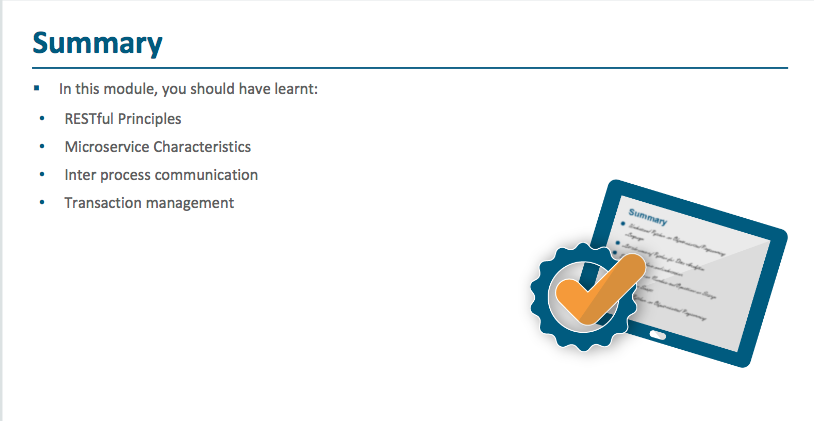 Summary
In this module, you should have learnt:
RESTful Principles
Microservice Characteristics
Inter process communication
Transaction management
Summary